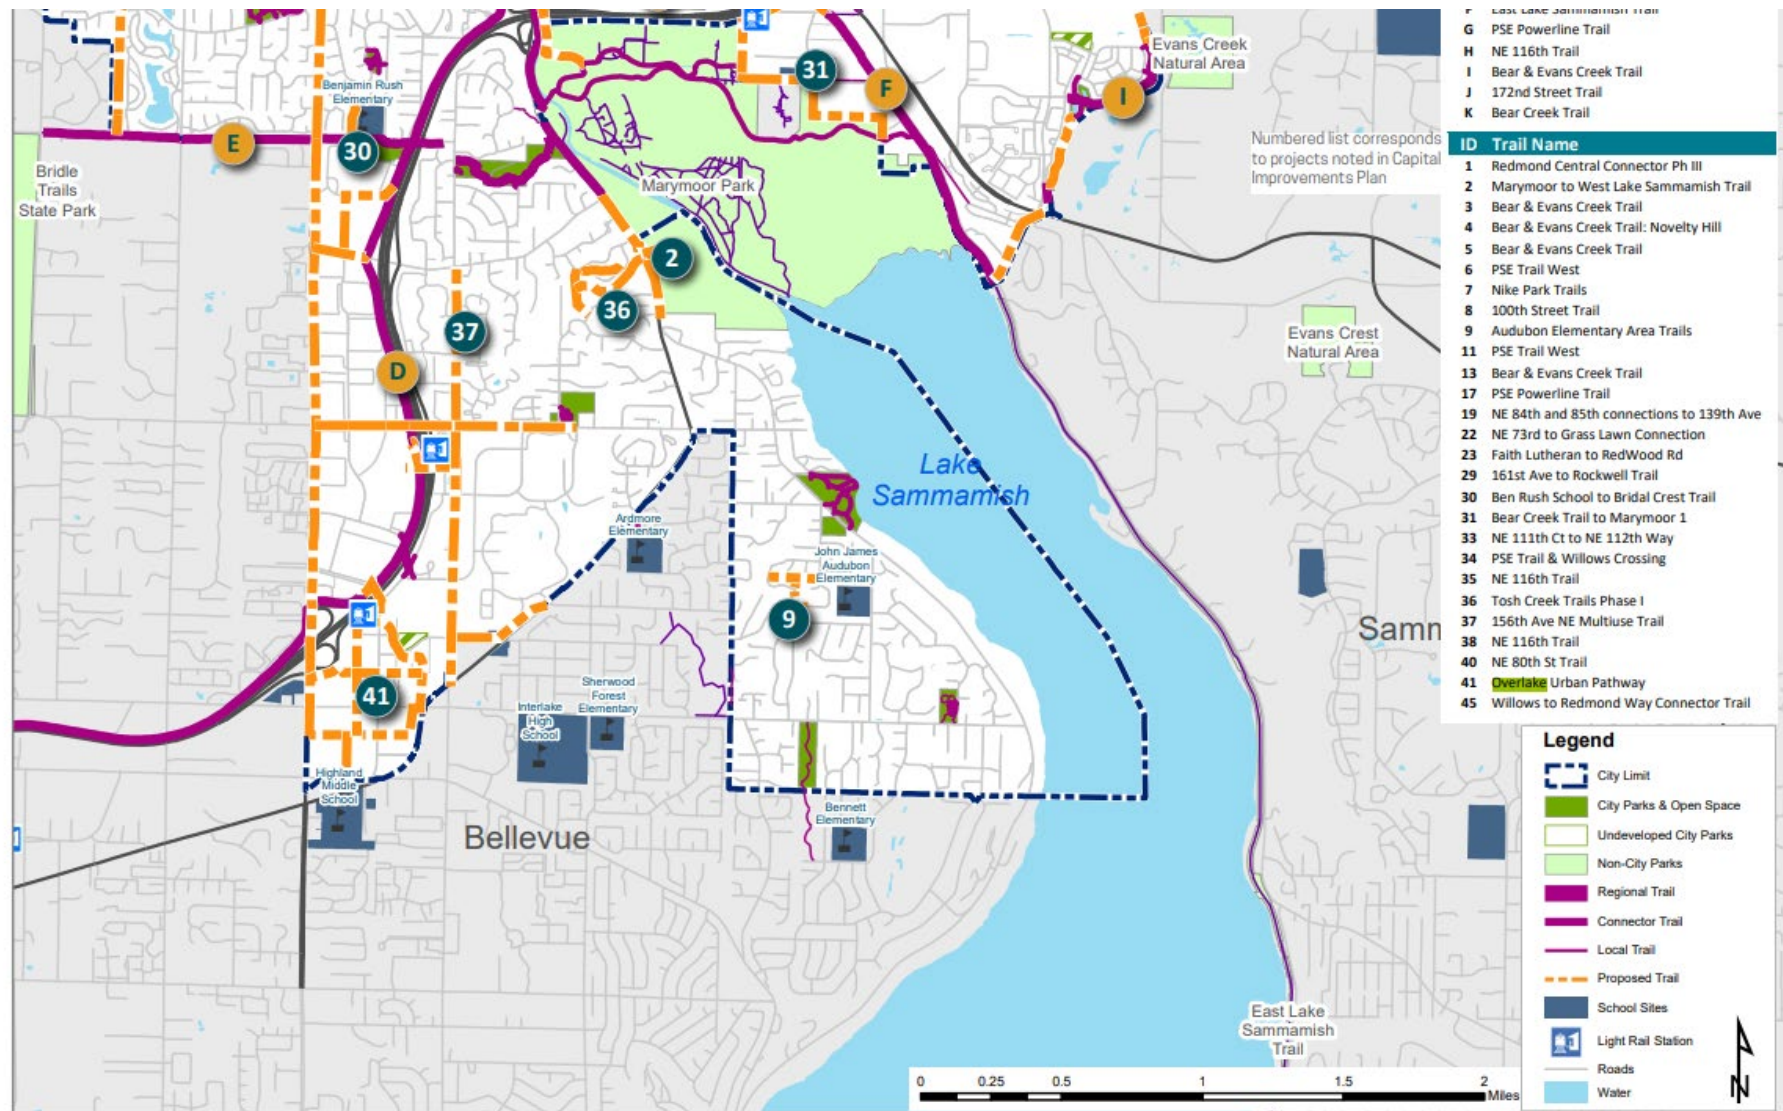 Benjamin Rush
Elementary
E
30
Bridle
Trails
State Park
31
F
Evans Creek
Natural Area
I
Numbered list corresponds
to projects noted in Capital
Improvements Plan
Marymoor Park
2
36
37
D
Evans Crest
Natural Area
Lake
Sammamish
Ardmore
Elementary
John James
Audubon
Elementary
9
Samm
41
Sherwood
Forest
Elementary
Interlake
High
School
Highland
Middle
School
Bellevue
Bennett
Elementary
East Lake
Sammamish
Trail
F East Lake Sammamish Trail
G PSE Powerline Trail
H NE 116th Trail
I Bear & Evans Creek Trail
J 172nd Street Trail
K Bear Creek Trail
ID Trail Name
1 Redmond Central Connector Ph III
2 Marymoor to West Lake Sammamish Trail
3 Bear & Evans Creek Trail
4 Bear & Evans Creek Trail: Novelty Hill
5 Bear & Evans Creek Trail
6 PSE Trail West
7 Nike Park Trails
8 100th Street Trail
9 Audubon Elementary Area Trails
11 PSE Trail West
13 Bear & Evans Creek Trail
17 PSE Powerline Trail
19 NE 84th and 85th connections to 139th Ave
22 NE 73rd to Grass Lawn Connection
23 Faith Lutheran to RedWood Rd
29 161st Ave to Rockwell Trail
30 Ben Rush School to Bridal Crest Trail
31 Bear Creek Trail to Marymoor 1
33 NE 111th Ct to NE 112th Way
34 PSE Trail & Willows Crossing
35 NE 116th Trail
36 Tosh Creek Trails Phase I
37 156th Ave NE Multiuse Trail
38 NE 116th Trail
40 NE 80th St Trail
41 Overlake Urban Pathway
45 Willows to Redmond Way Connector Trail
Legend
City Limit
City Parks & Open Space
Undeveloped City Parks
Non-City Parks
Regional Trail
Connector Trail
Local Trail
Proposed Trail
School Sites
Light Rail Station
Roads
Water
N
0 0.25 0.5 1 1.5 2
Miles